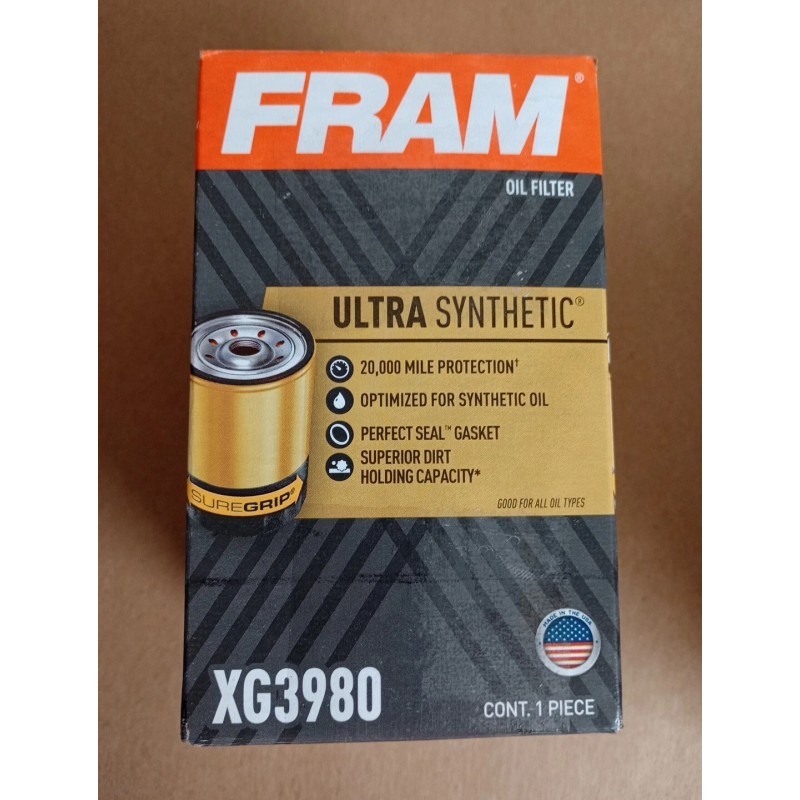 FRAM®
OIL FILTER
ULTRA SYNTHETIC®
20,000 MILE PROTECTION†
OPTIMIZED FOR SYNTHETIC OIL
PERFECT SEAL™ GASKET
SUPERIOR DIRT
HOLDING CAPACITY*
SUREGRIP®
GOOD FOR ALL OIL TYPES
MADE IN THE USA
XG3980
CONT. 1 PIECE